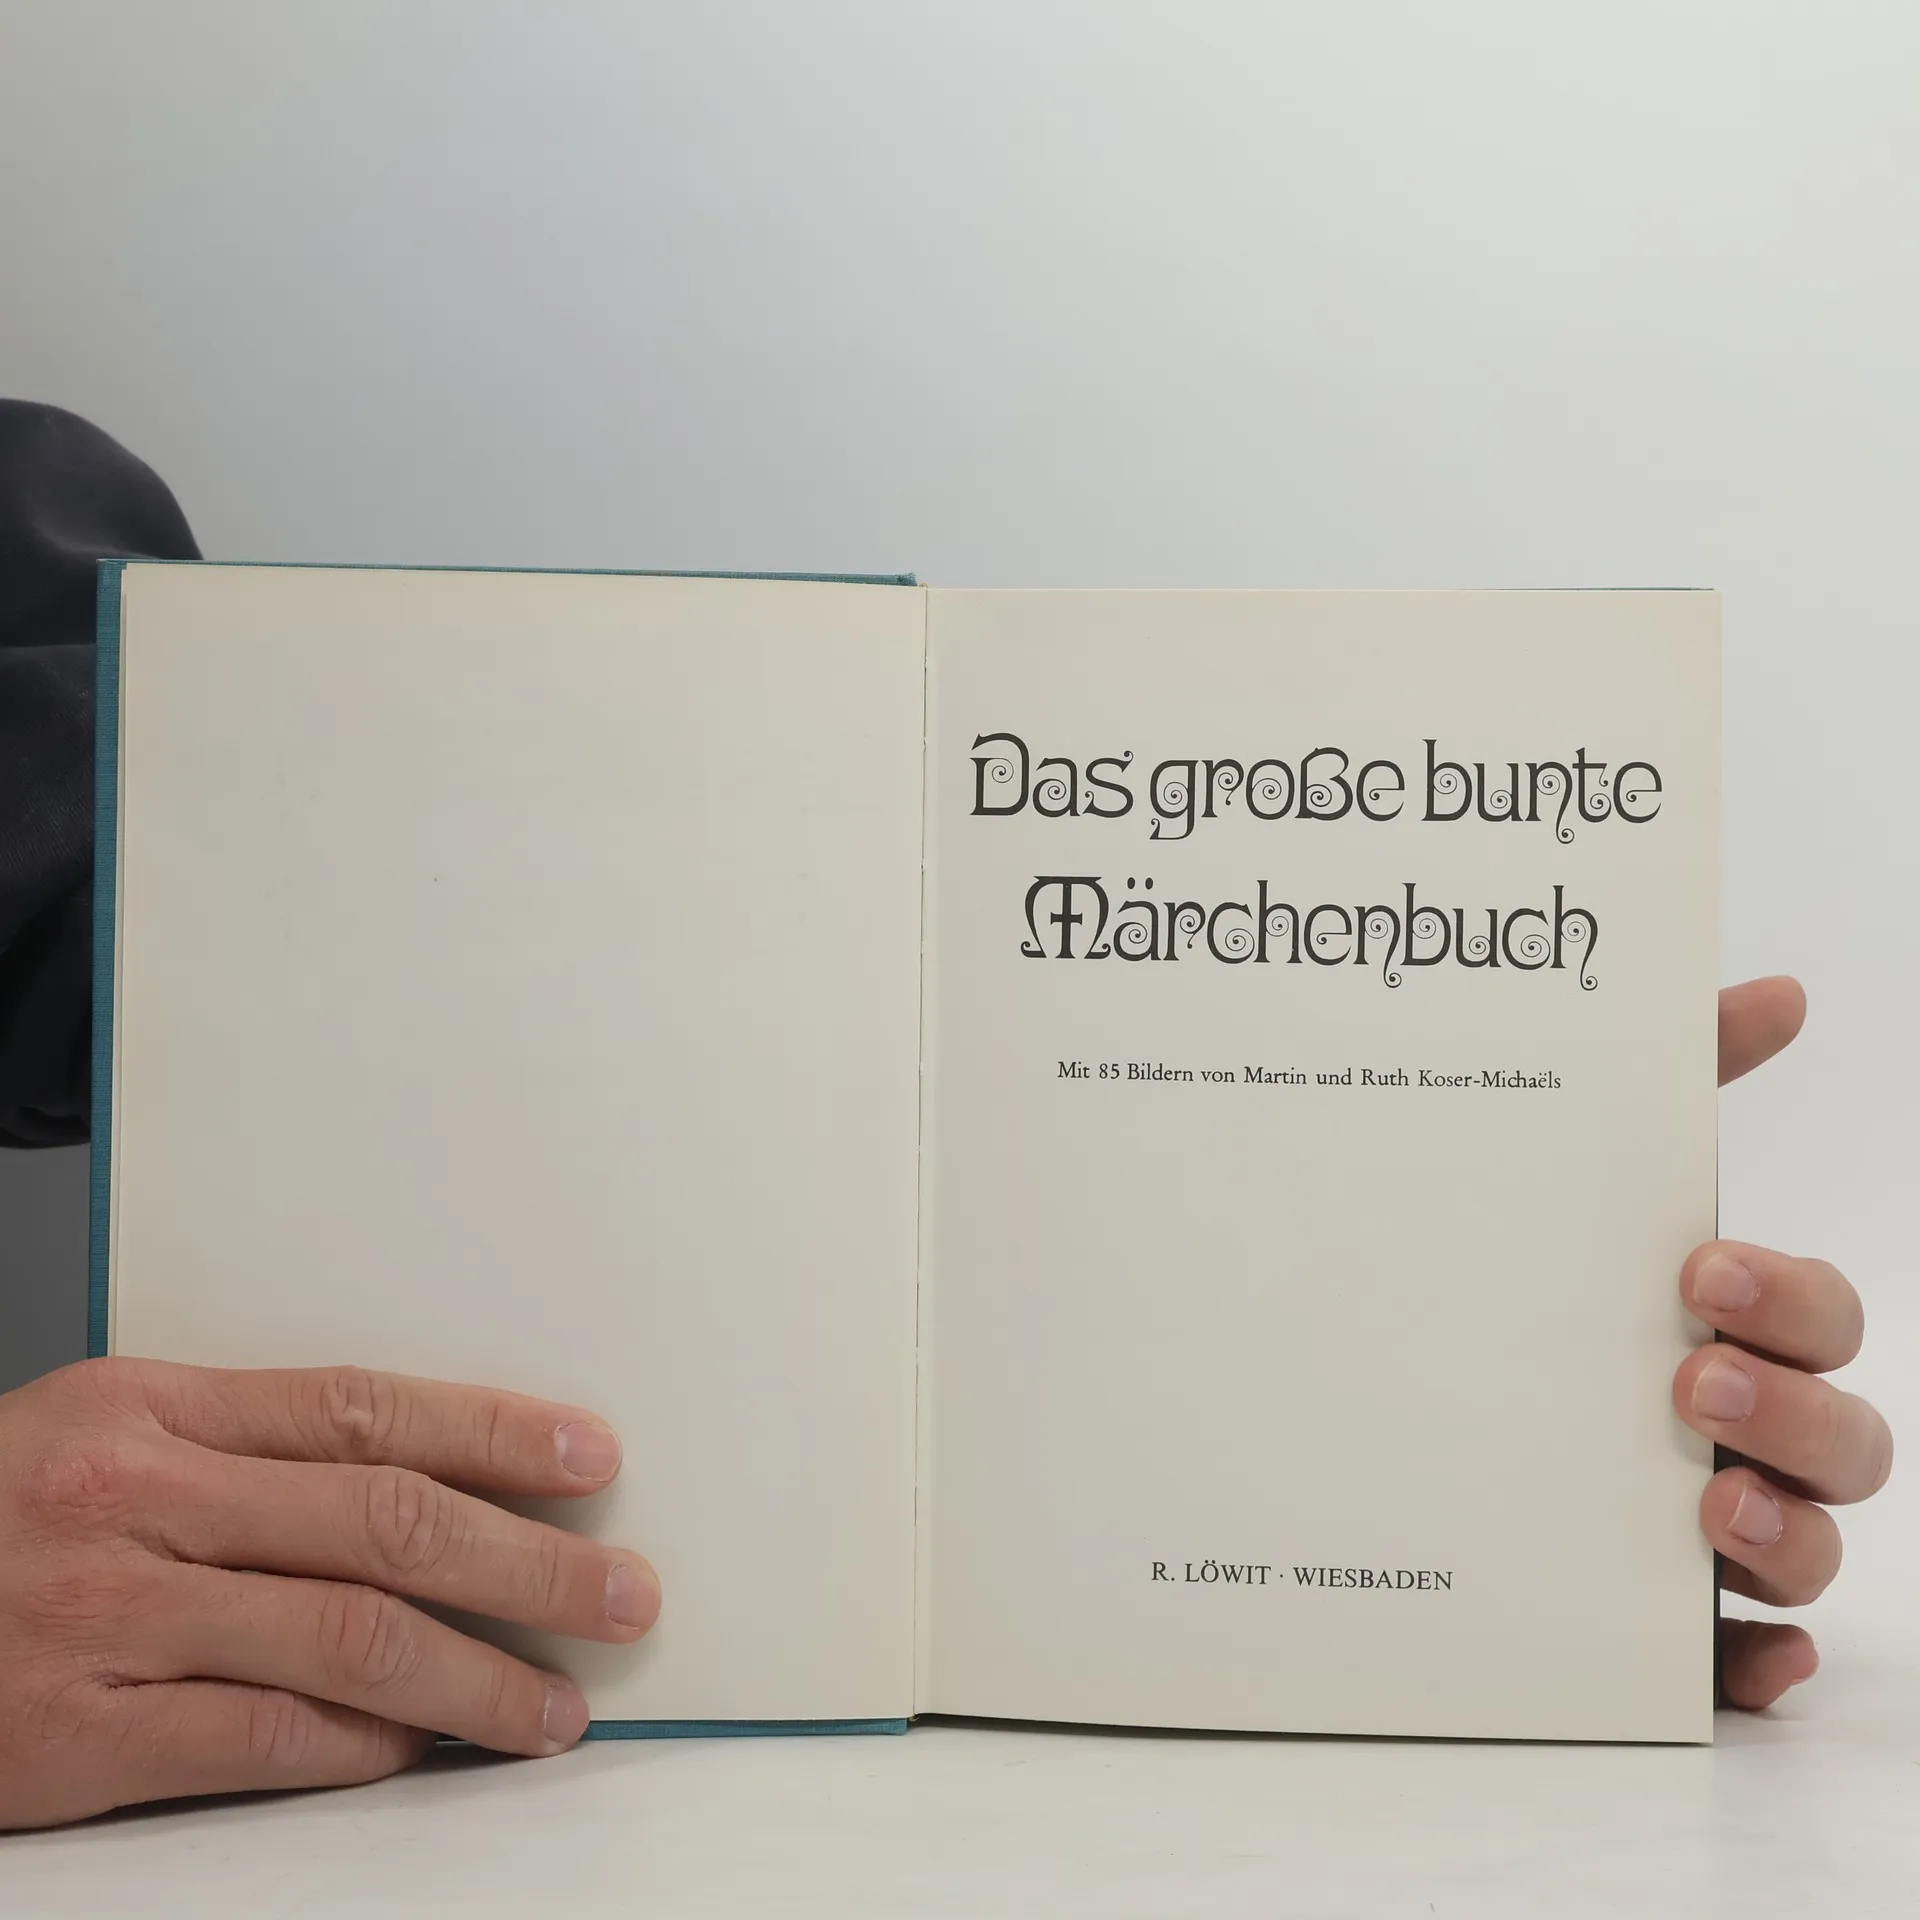 Das große bunte
Märchenbuch
Mit 85 Bildern von Martin und Ruth Koser-Michaëls
R. LÖWIT · WIESBADEN